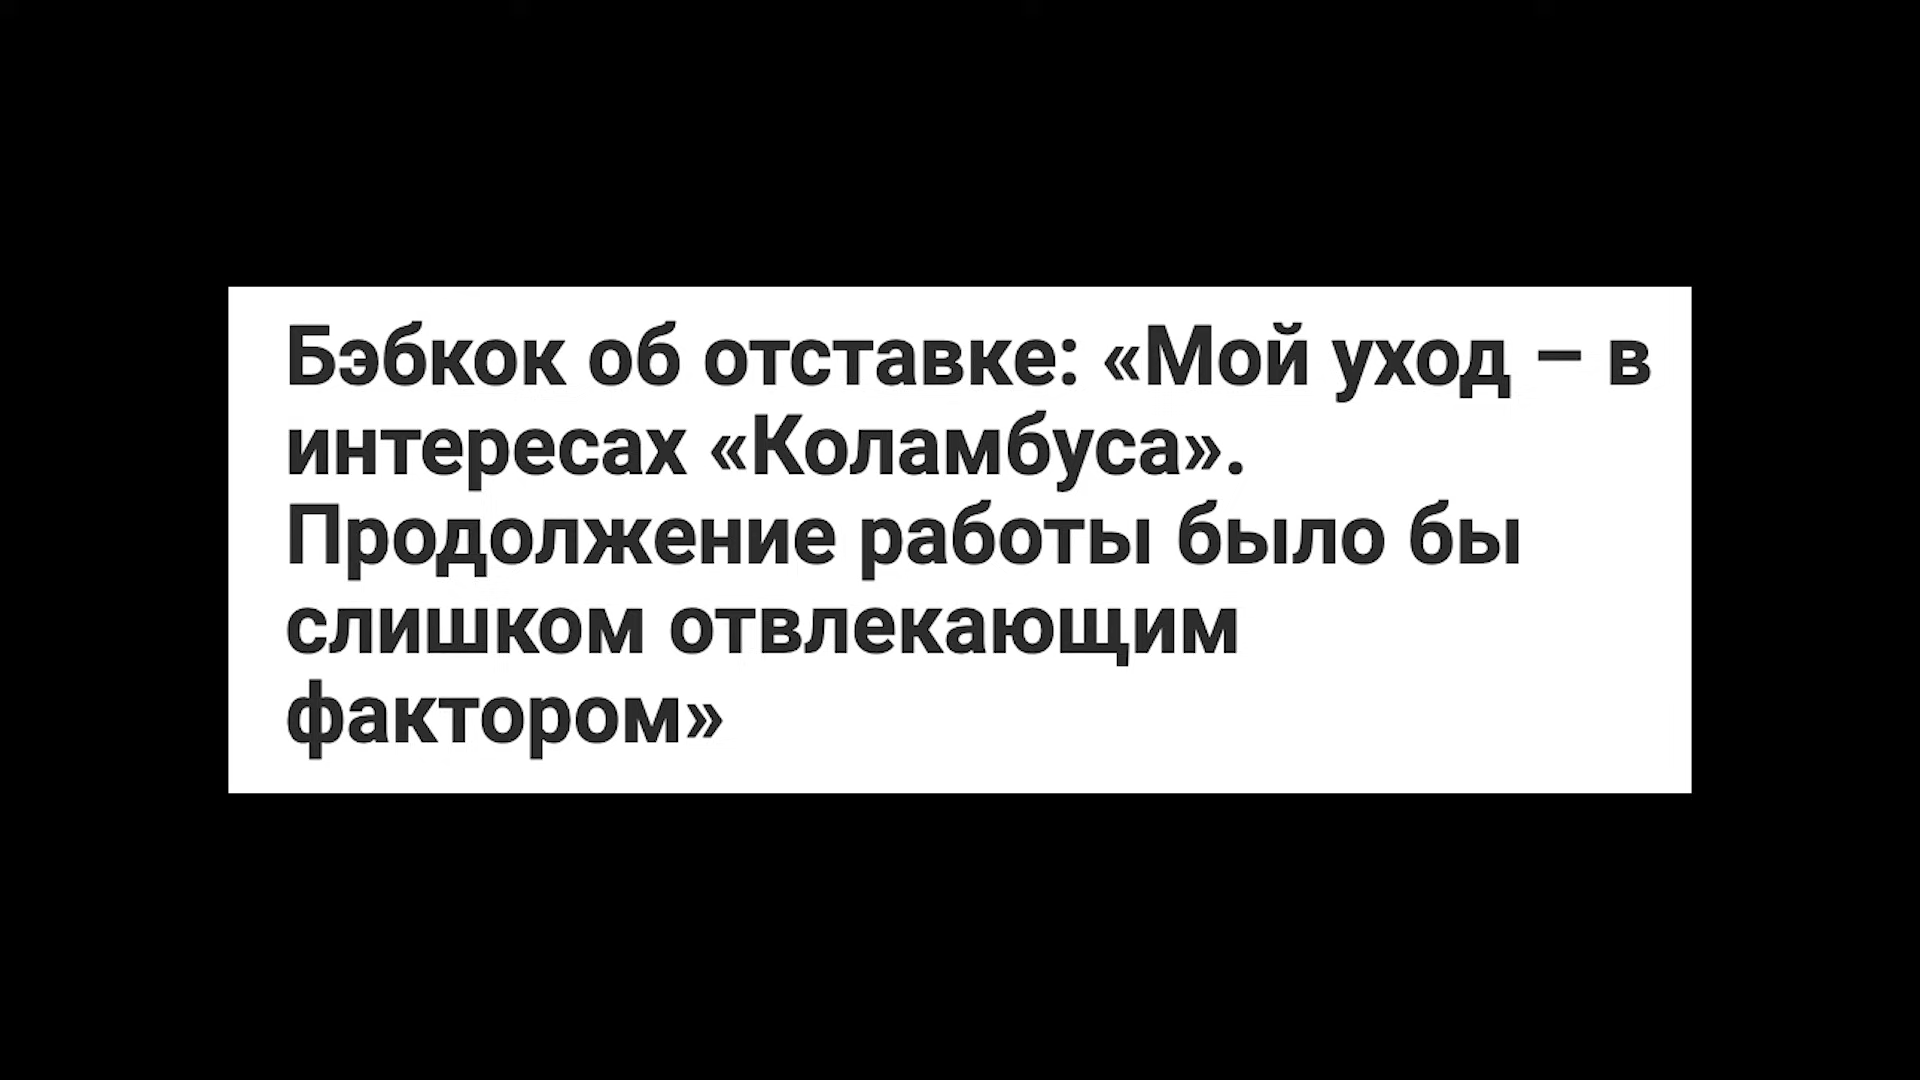 Бэбкок об отставке: «Мой уход – в
интересах «Коламбуса».
Продолжение работы было бы
слишком отвлекающим
фактором»